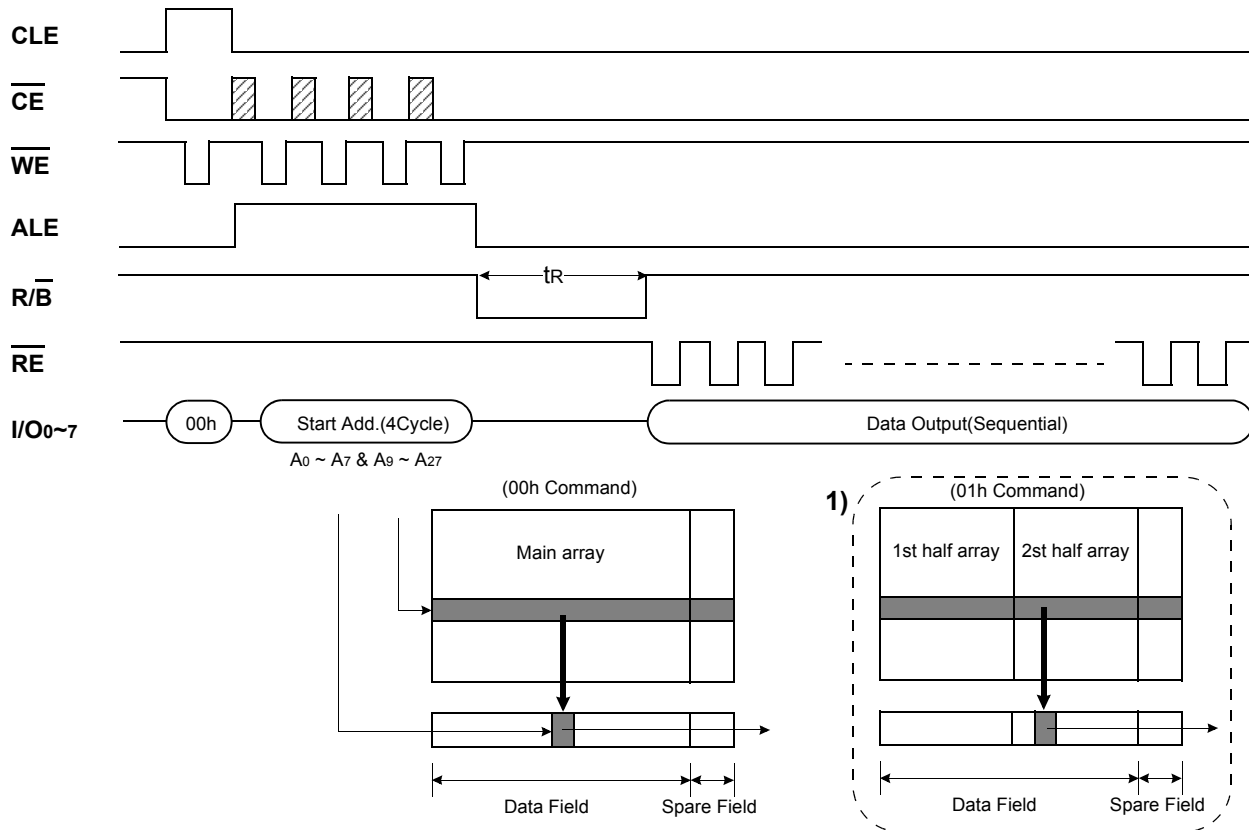 CLE
CE
WE
ALE
R/B
tR
RE
I/O0~7
00h
Start Add.(4Cycle)
Data Output(Sequential)
A0 ~ A7 & A9 ~ A27
(00h Command)
1)
(01h Command)
Main array
1st half array
2st half array
Data Field
Spare Field
Data Field
Spare Field